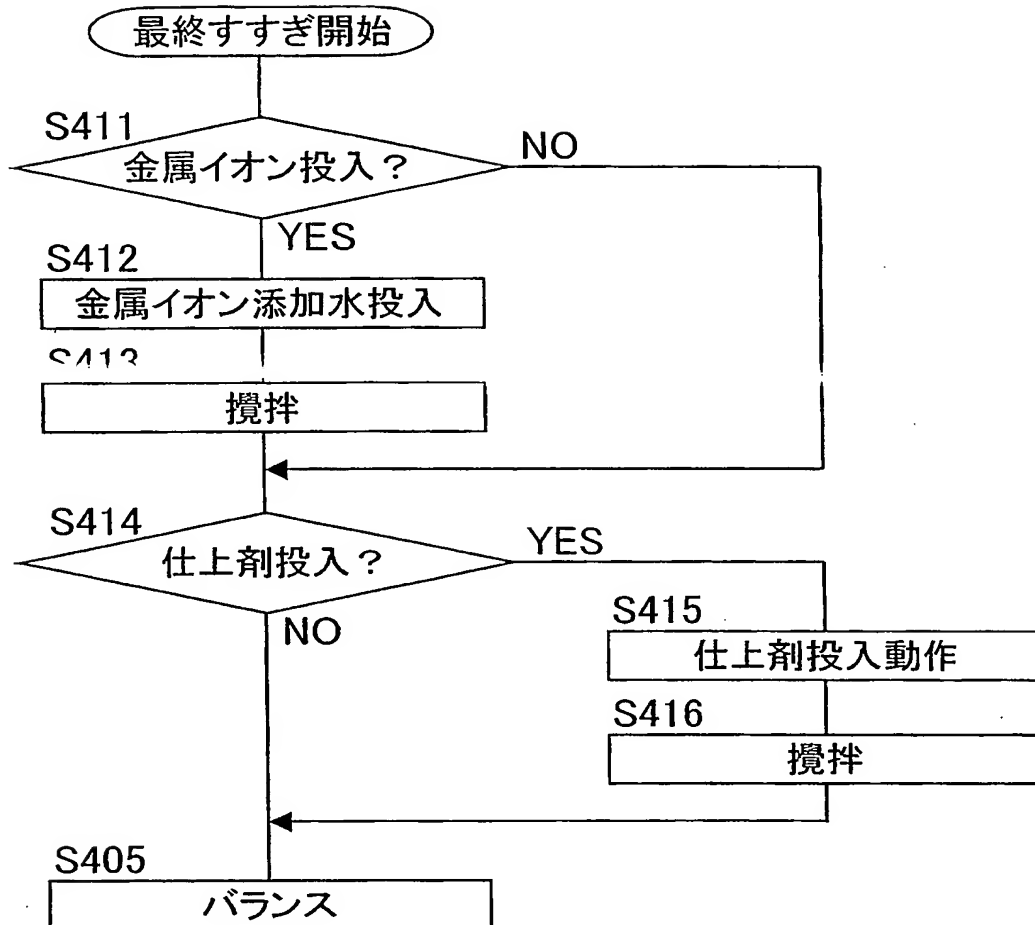 最終すすぎ開始
S411
金属イオン投入？
NO
YES
S412
金属イオン添加水投入
S413
攪拌
S414
仕上剤投入？
YES
NO
S415
仕上剤投入動作
S416
攪拌
S405
バランス